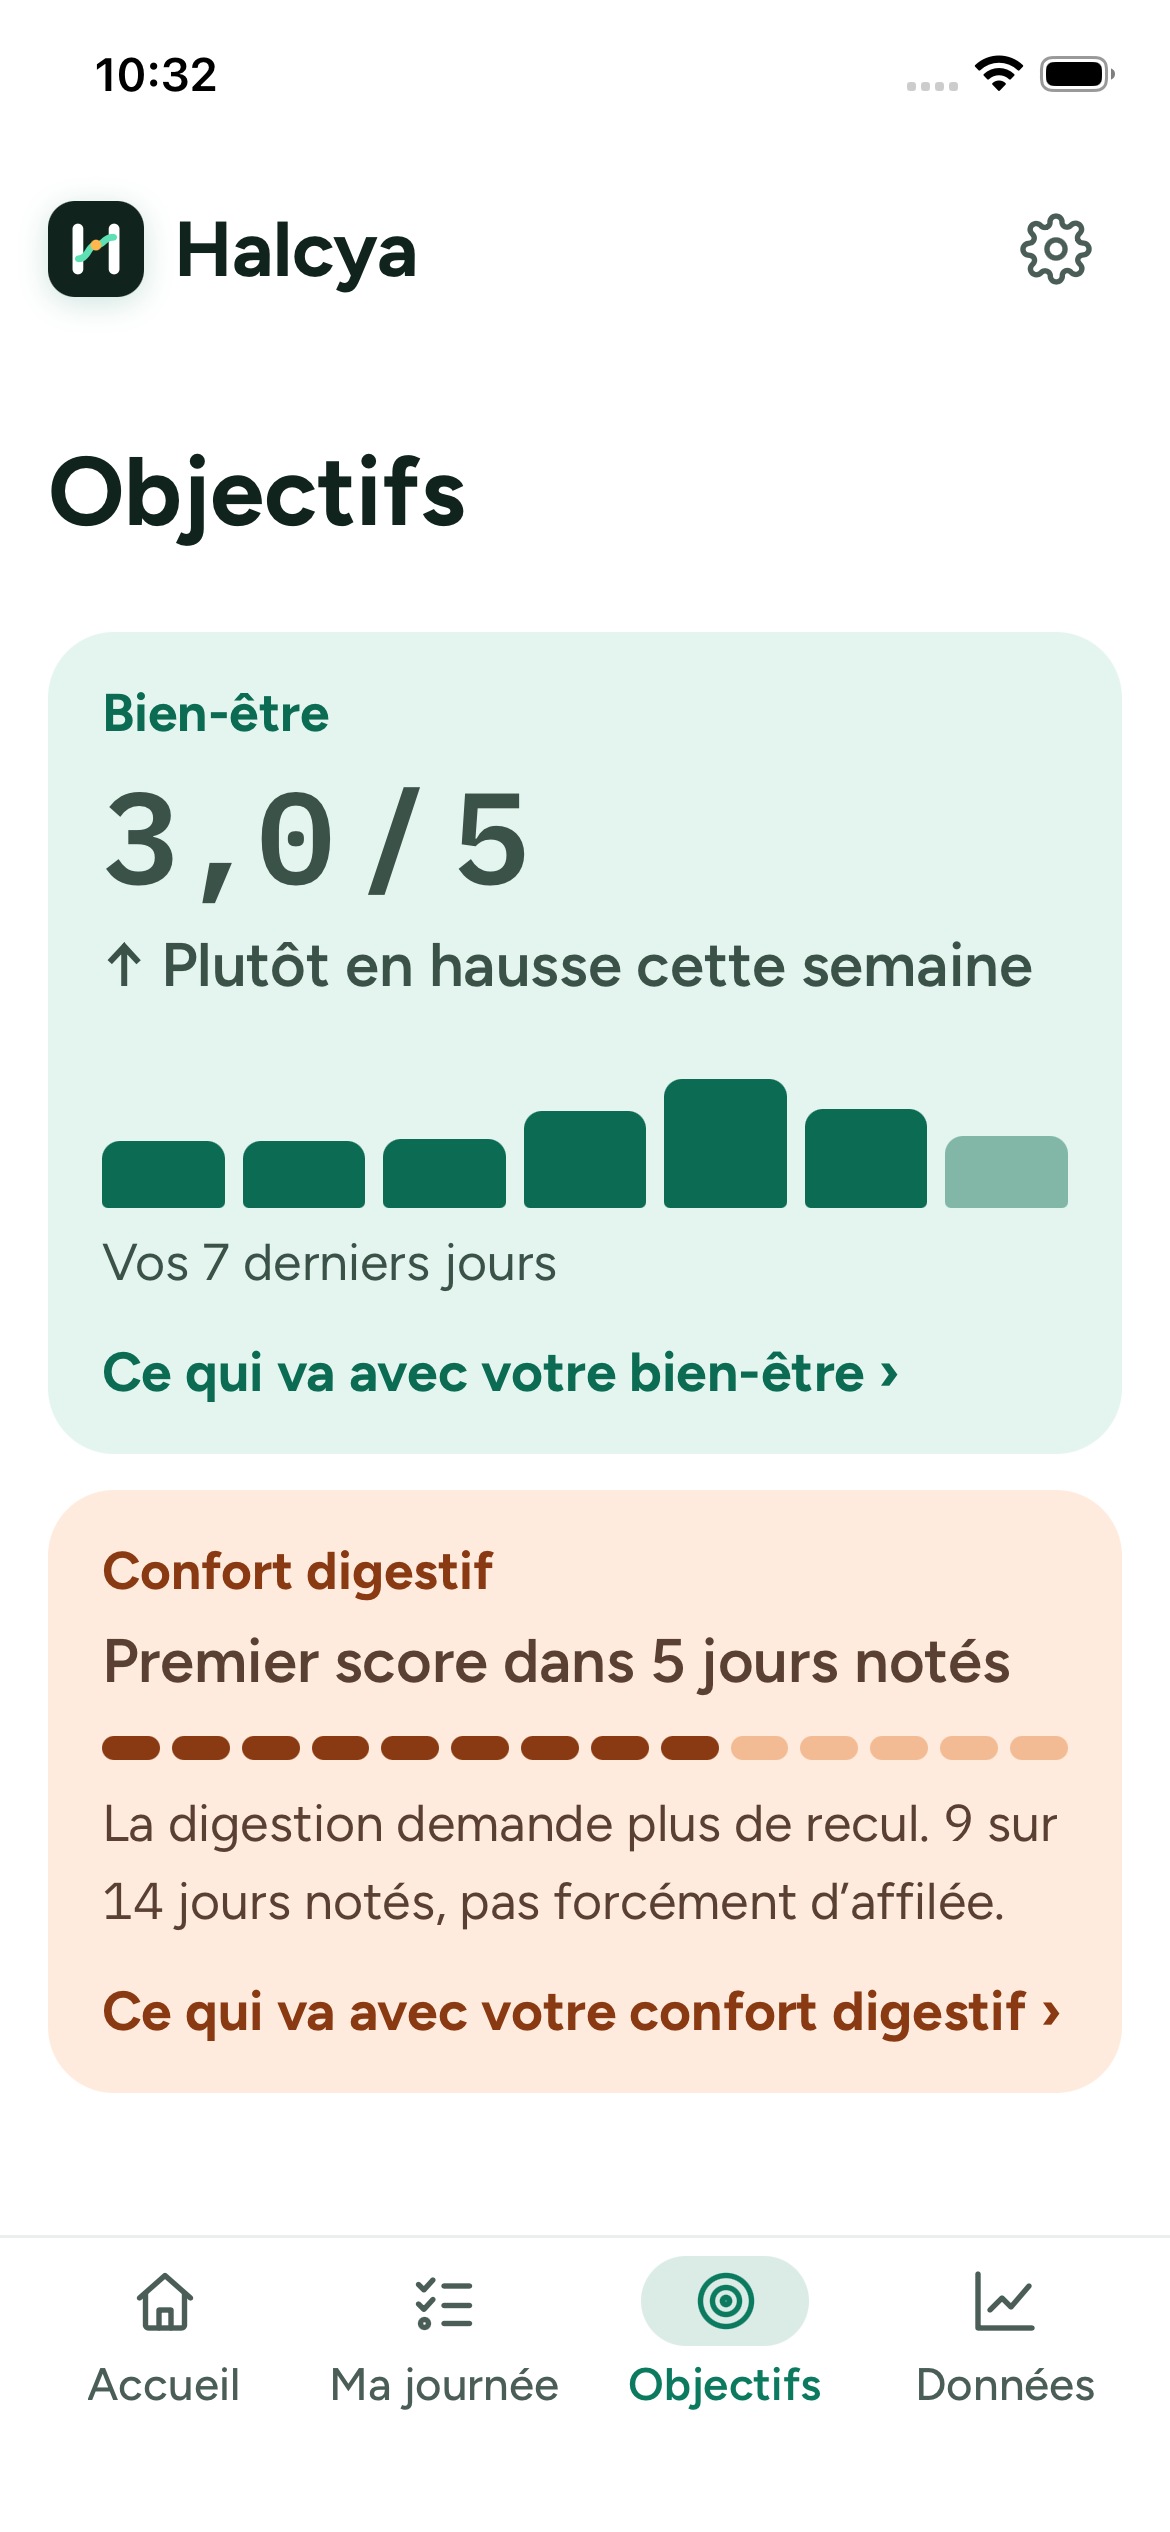 10:32
Halcya
Objectifs
Bien-être
3,0/5
↑ Plutôt en hausse cette semaine
Vos 7 derniers jours
Ce qui va avec votre bien-être ›
Confort digestif
Premier score dans 5 jours notés
La digestion demande plus de recul. 9 sur
14 jours notés, pas forcément d’affilée.
Ce qui va avec votre confort digestif ›
Accueil
Ma journée
Objectifs
Données